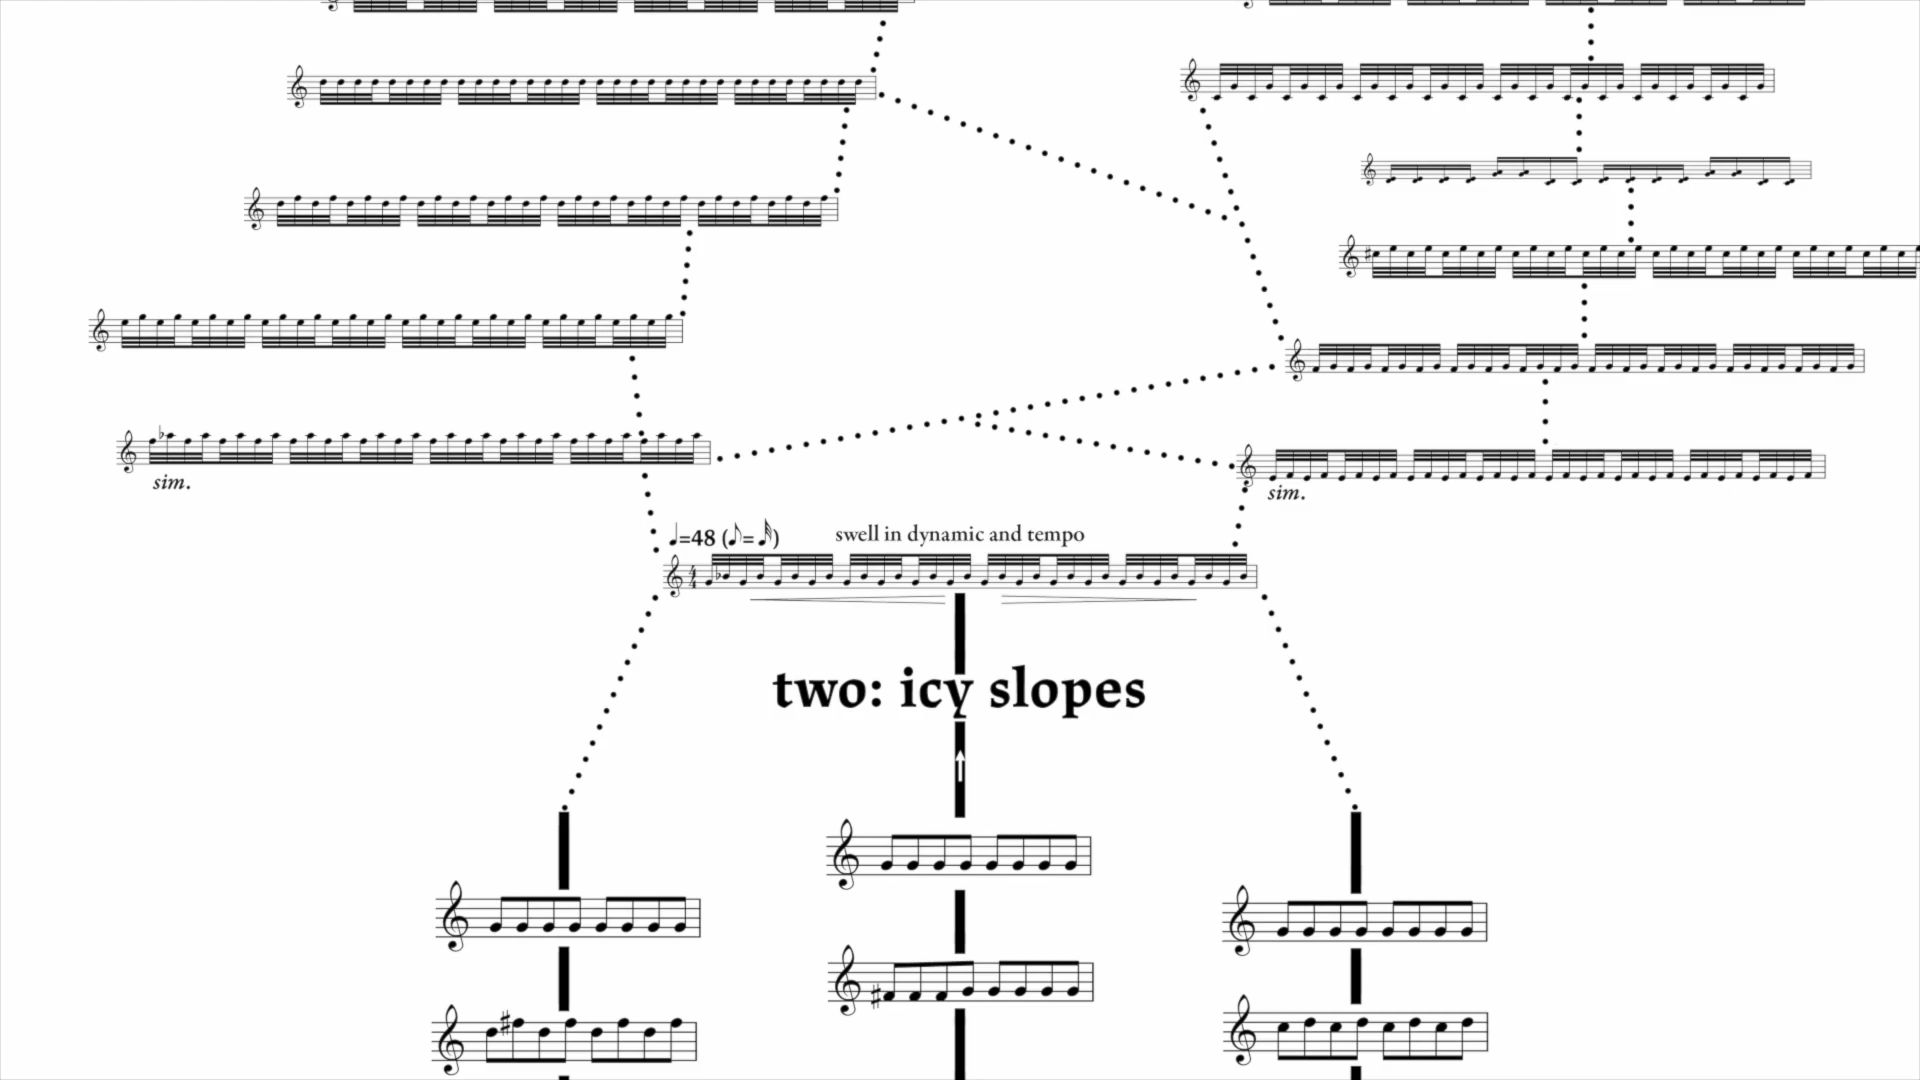 sim.
sim.
♩=48 (♪=𝅘𝅥𝅰) swell in dynamic and tempo
two: icy slopes